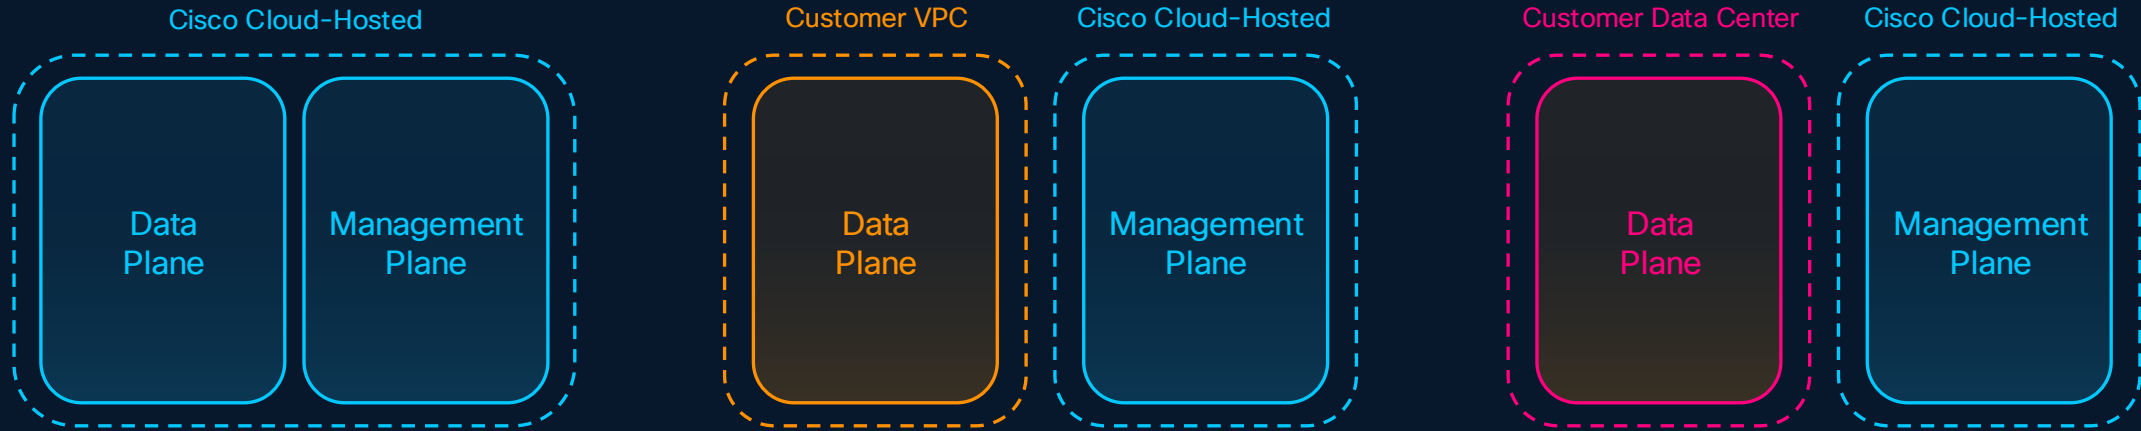 Cisco Cloud-Hosted
Data
Plane
Management
Plane
Customer VPC
Data
Plane
Cisco Cloud-Hosted
Management
Plane
Customer Data Center
Data
Plane
Cisco Cloud-Hosted
Management
Plane